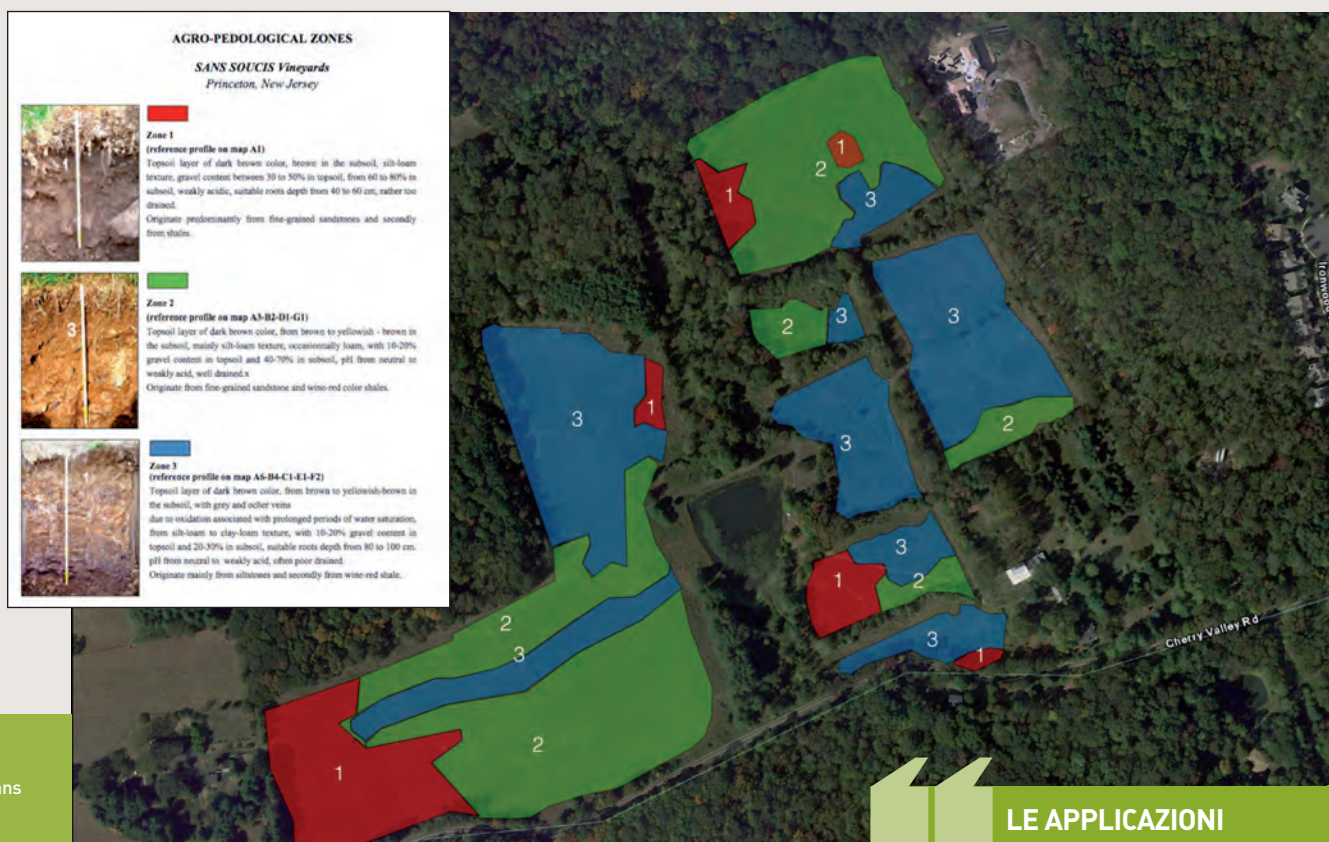 AGRO-PEDOLOGICAL ZONES
SANS SOUCIS Vineyards
Princeton, New Jersey
Zone 1
(reference profile on map A1)
Topsoil layer of dark brown color, brown in the subsoil, silt-loam
texture, gravel content between 30 to 50% in topsoil, from 60 to 80% in
subsoil, weakly acidic, suitable roots depth from 40 to 60 cm, rather too
drained.
Originate predominantly from fine-grained sandstones and secondly
from shales.
1
Zone 2
(reference profile on map A3-B2-D1-G1)
Topsoil layer of dark brown color, from brown to yellowish - brown in
the subsoil, mainly silt-loam texture, occasionnally loam, with 10-20%
gravel content in topsoil and 40-70% in subsoil, pH from neutral to
weakly acid, well drained.x
Originate from fine-grained sandstone and wine-red color shales.
3
Zone 3
(reference profile on map A6-B4-C1-E1-F2)
Topsoil layer of dark brown color, from brown to yellowish-brown in
the subsoil, with grey and ocher veins
due to oxidation associated with prolonged periods of water saturation,
from silt-loam to clay-loam texture, with 10-20% gravel content in
topsoil and 20-30% in subsoil, suitable roots depth from 80 to 100 cm.
pH from neutral to weakly acid, often poor drained
Originate mainly from siltstones and secondly from wine-red shale.
1
1
2
1
3
3
2
3
2
3
1
3
3
1
2
3
1
2
3
2
1
Ironwood
Cherry Valley Rd
ans
LE APPLICAZIONI